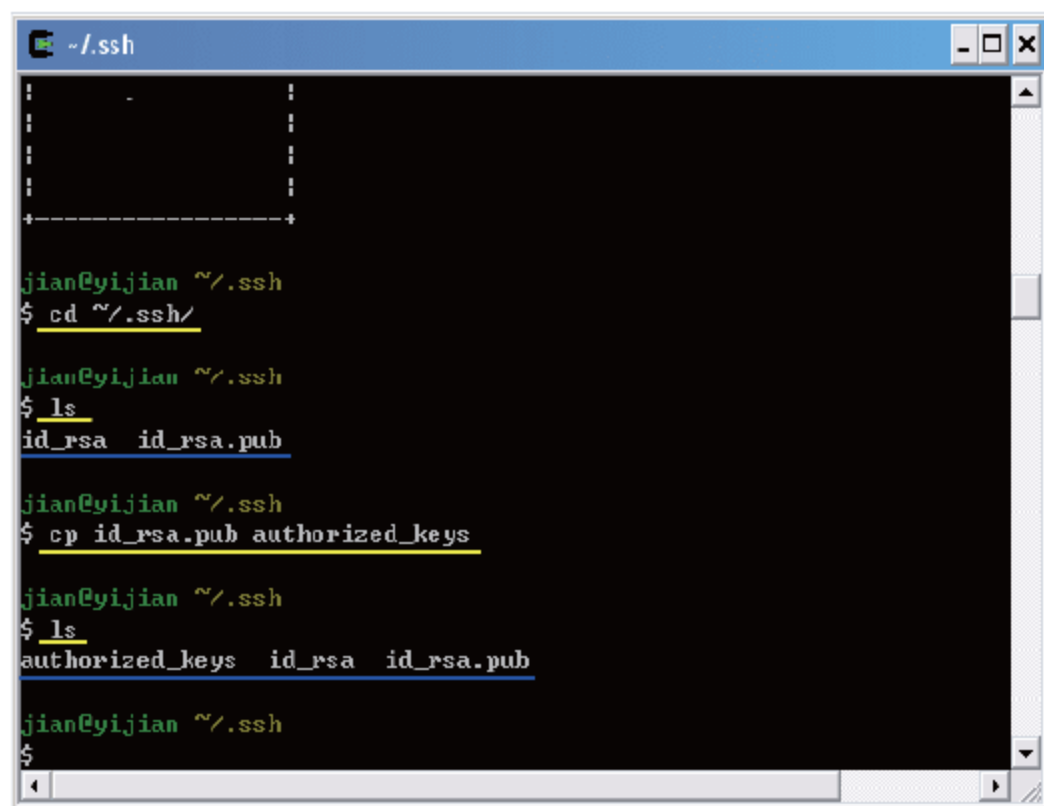 ~/.ssh
¦      .          ¦
¦                 ¦
¦                 ¦
¦                 ¦
+-----------------+
jian@yijian ~/.ssh
$ cd ~/.ssh/
jian@yijian ~/.ssh
$ ls
id_rsa  id_rsa.pub
jian@yijian ~/.ssh
$ cp id_rsa.pub authorized_keys
jian@yijian ~/.ssh
$ ls
authorized_keys  id_rsa  id_rsa.pub
jian@yijian ~/.ssh
$